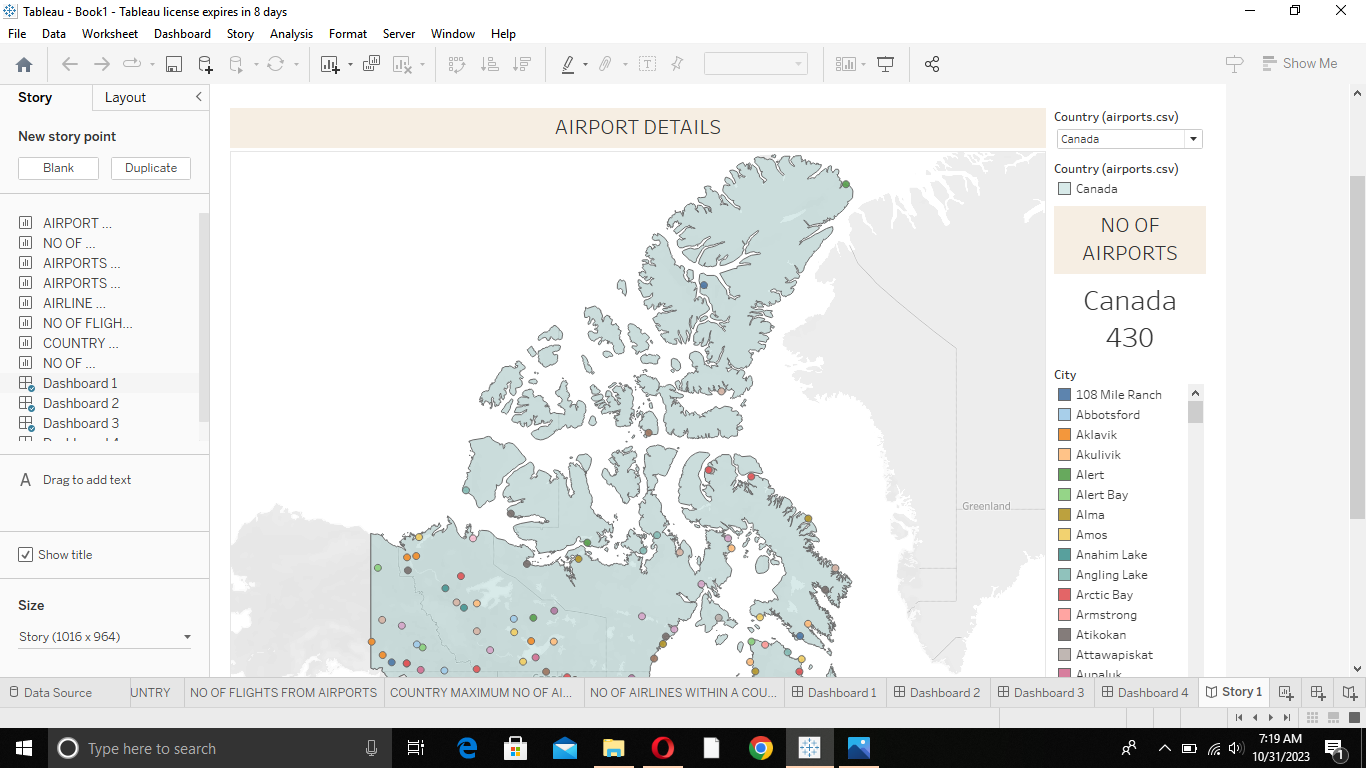 Tableau - Book1 - Tableau license expires in 8 days
File Data Worksheet Dashboard Story Analysis Format Server Window Help
Show Me
Story Layout
New story point
Blank Duplicate
AIRPORT ...
NO OF ...
AIRPORTS ...
AIRPORTS ...
AIRLINE ...
NO OF FLIGH...
COUNTRY ...
NO OF ...
Dashboard 1
Dashboard 2
Dashboard 3
A Drag to add text
Show title
Size
Story (1016 x 964)
AIRPORT DETAILS
Greenland
Country (airports.csv)
Canada
Country (airports.csv)
Canada
NO OF
AIRPORTS
Canada
430
City
108 Mile Ranch
Abbotsford
Aklavik
Akulivik
Alert
Alert Bay
Alma
Amos
Anahim Lake
Angling Lake
Arctic Bay
Armstrong
Atikokan
Attawapiskat
Aupaluk
Data Source UNTRY NO OF FLIGHTS FROM AIRPORTS COUNTRY MAXIMUM NO OF AI... NO OF AIRLINES WITHIN A COU... Dashboard 1 Dashboard 2 Dashboard 3 Dashboard 4 Story 1
Type here to search
7:19 AM
10/31/2023
1